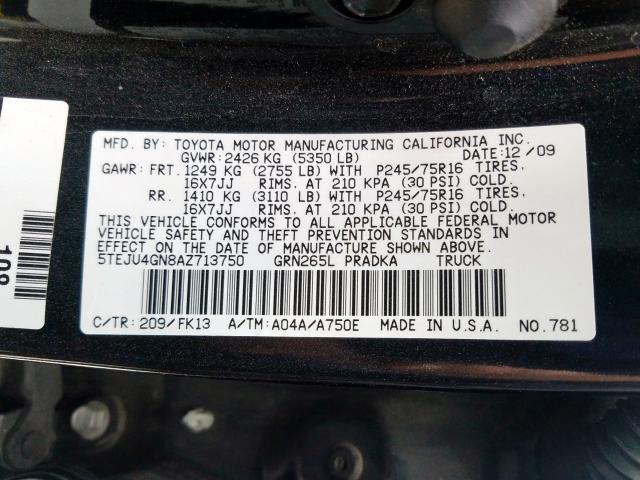 MFD. BY: TOYOTA MOTOR MANUFACTURING CALIFORNIA INC.
GVWR: 2426 KG (5350 LB) DATE: 12/09
GAWR: FRT. 1249 KG (2755 LB) WITH P245/75R16 TIRES,
16X7JJ RIMS, AT 210 KPA (30 PSI) COLD.
RR. 1410 KG (3110 LB) WITH P245/75R16 TIRES,
16X7JJ RIMS, AT 210 KPA (30 PSI) COLD.
THIS VEHICLE CONFORMS TO ALL APPLICABLE FEDERAL MOTOR
VEHICLE SAFETY AND THEFT PREVENTION STANDARDS IN
EFFECT ON THE DATE OF MANUFACTURE SHOWN ABOVE.
5TEJU4GN8AZ713750 GRN265L PRADKA TRUCK
C/TR: 209/FK13 A/TM: A04A/A750E MADE IN U.S.A. NO. 781